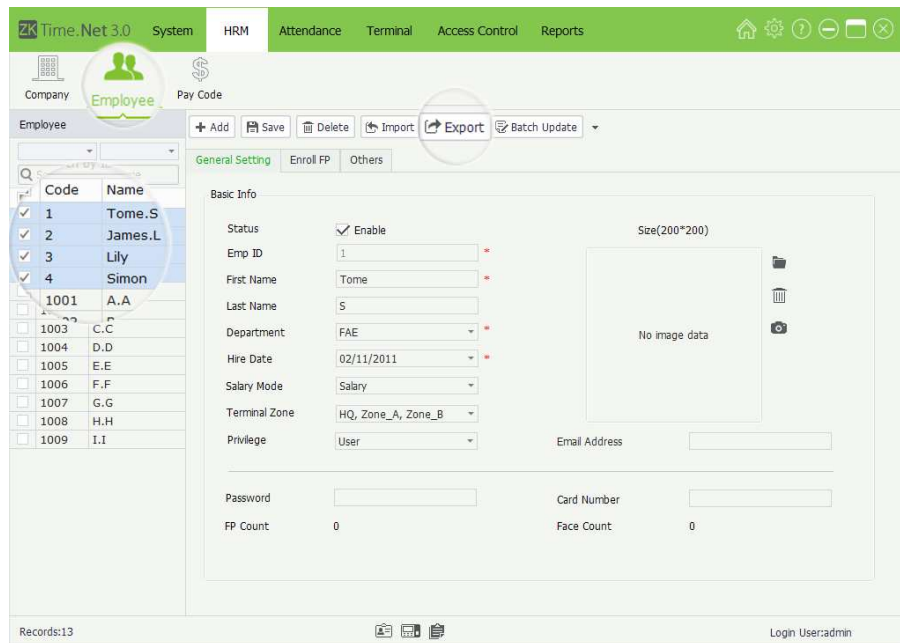 ZK Time.Net 3.0 System HRM Attendance Terminal Access Control Reports
Company Employee Pay Code
Employee
+ Add Save Delete Import Export Batch Update
General Setting Enroll FP Others
Code Name
1 Tome.S
2 James.L
3 Lily
4 Simon
1001 A.A
1003 C.C
1004 D.D
1005 E.E
1006 F.F
1007 G.G
1008 H.H
1009 I.I
Basic Info
Status Enable
Emp ID 1 *
First Name Tome *
Last Name S
Department FAE *
Hire Date 02/11/2011 *
Salary Mode Salary
Terminal Zone HQ, Zone_A, Zone_B
Privilege User
Size(200*200)
No image data
Email Address
Password
Card Number
FP Count 0
Face Count 0
Records:13
Login User:admin